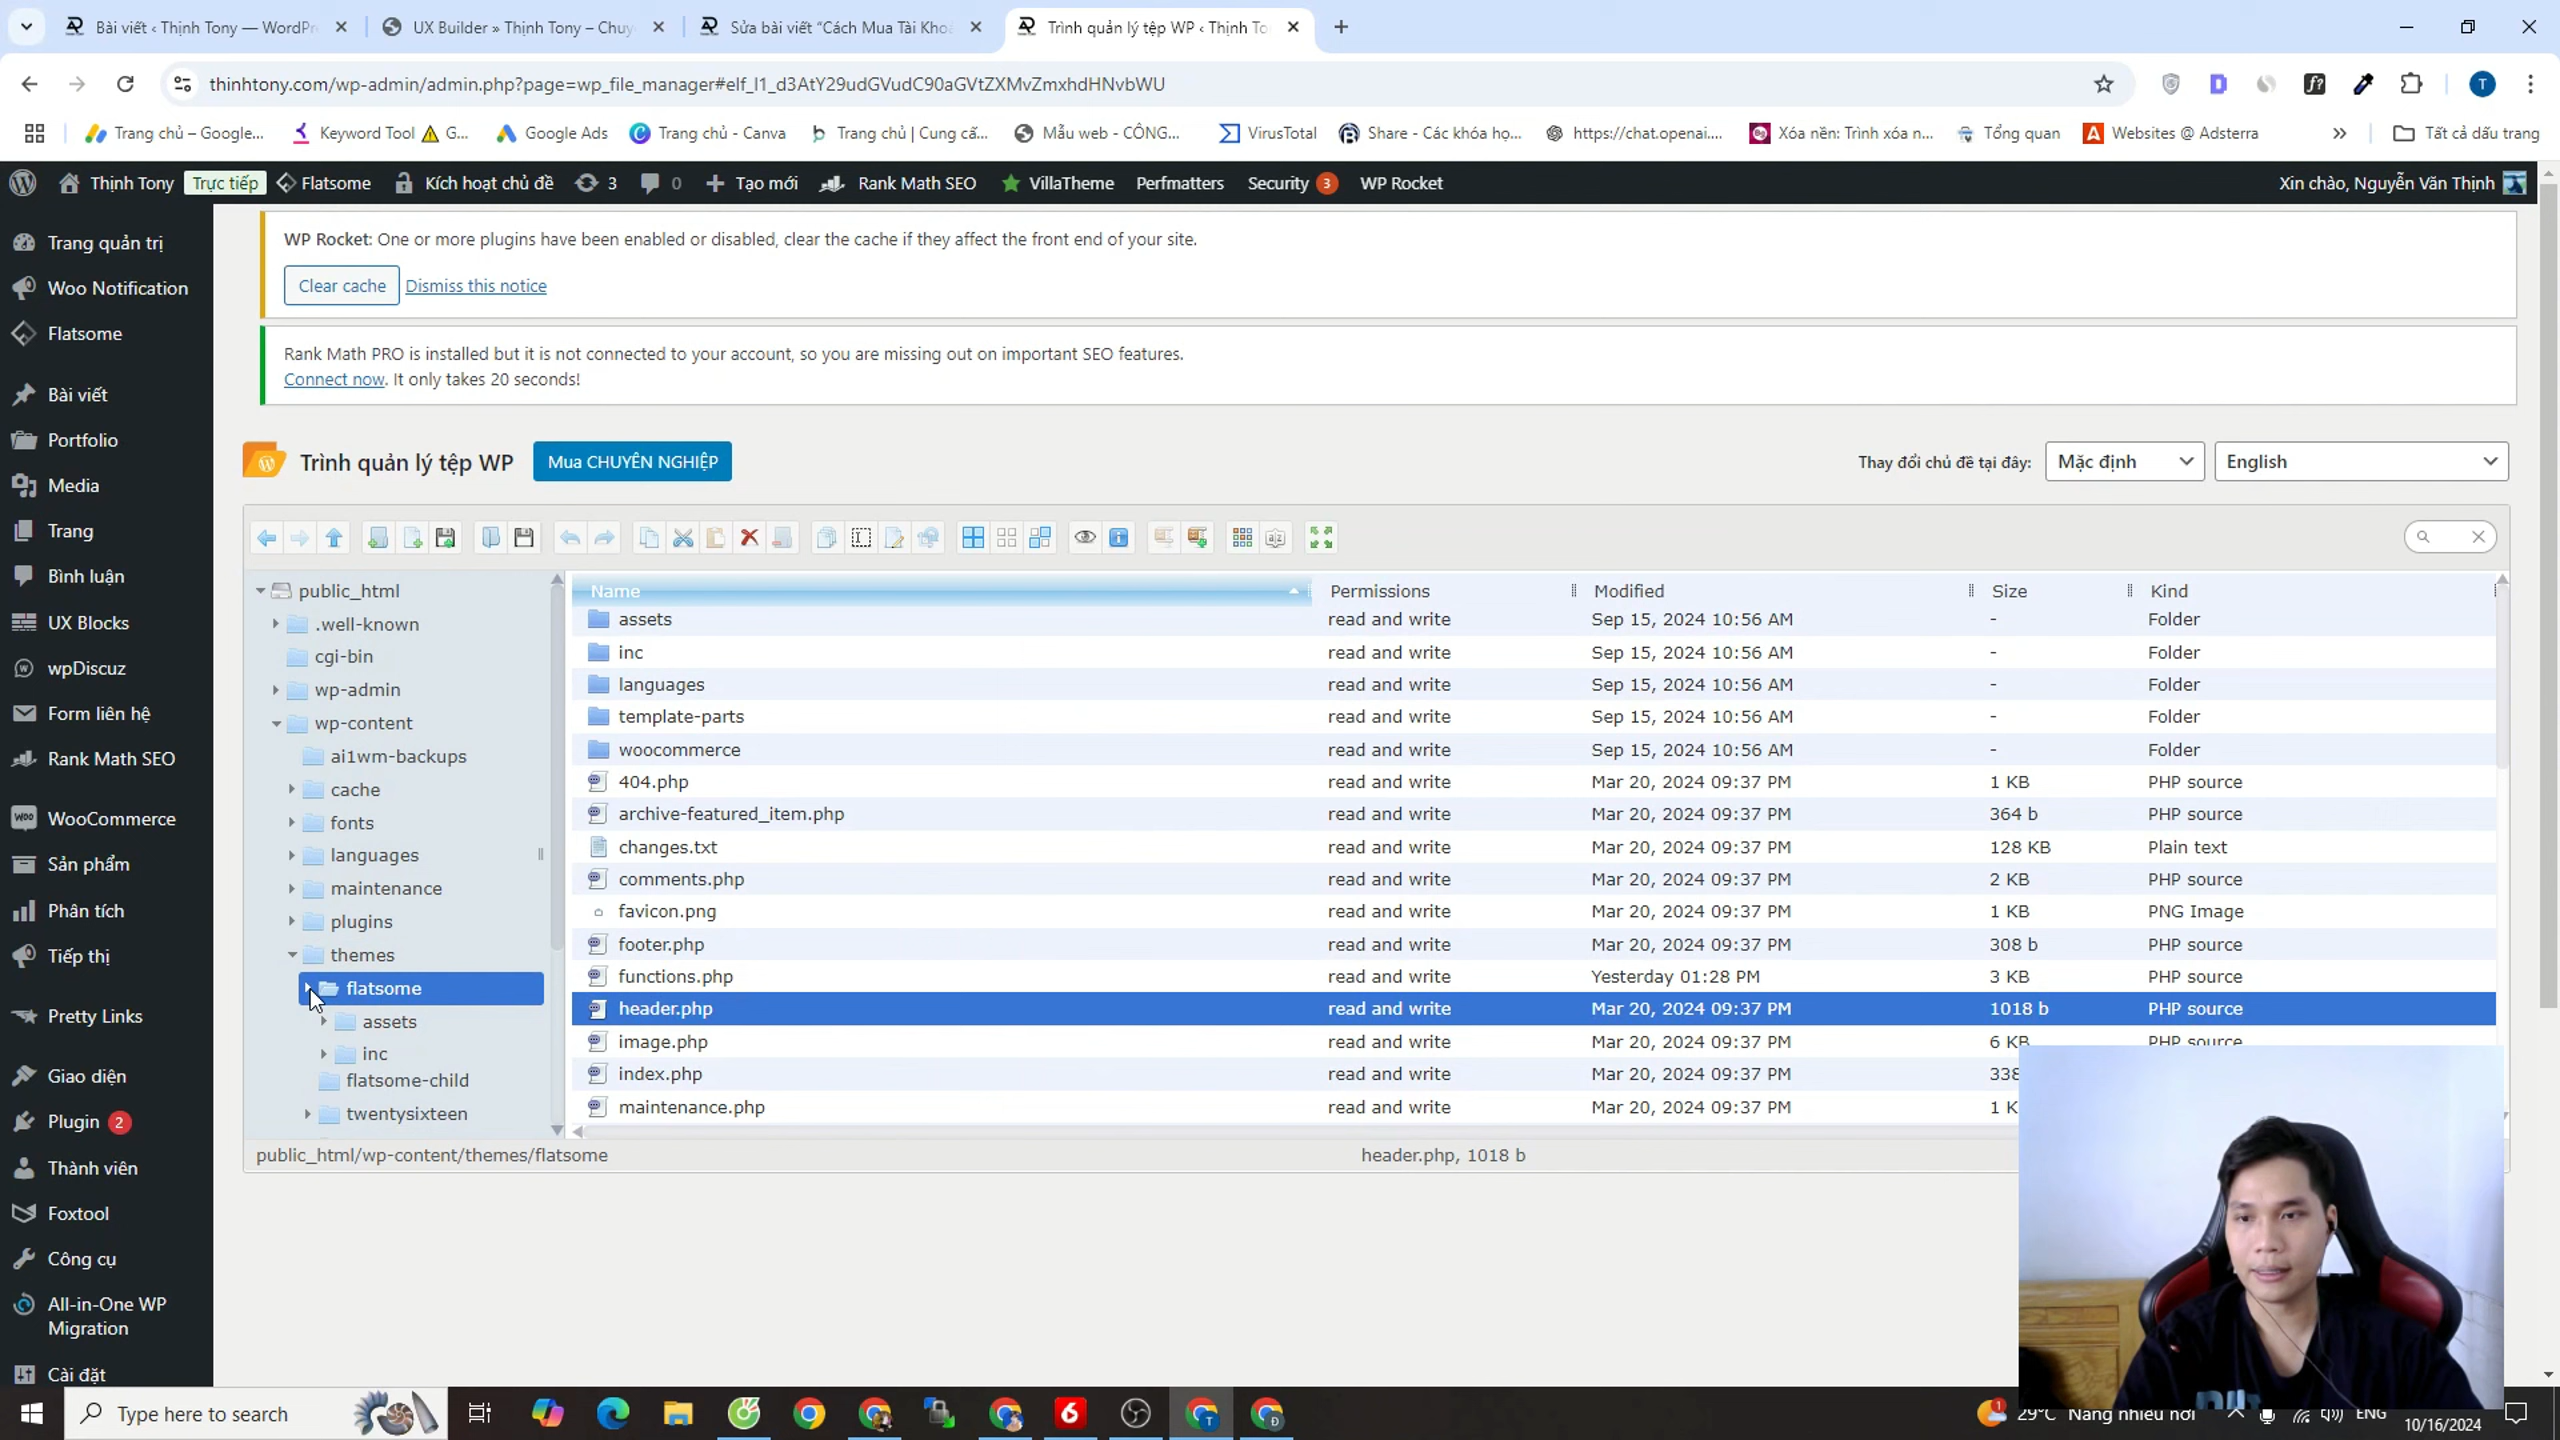 Bài viết ‹ Thịnh Tony — WordPr
UX Builder » Thịnh Tony – Chuy
Sửa bài viết “Cách Mua Tài Khoả
Trình quản lý tệp WP ‹ Thịnh To
thinhtony.com/wp-admin/admin.php?page=wp_file_manager#elf_l1_d3AtY29udGVudC90aGVtZXMvZmxhdHNvbWU
T
Trang chủ – Google...
Keyword Tool ⚠ G...
Google Ads
Trang chủ - Canva
Trang chủ | Cung cấ...
Mẫu web - CÔNG...
VirusTotal
Share - Các khóa họ...
https://chat.openai....
Xóa nền: Trình xóa n...
Tổng quan
Websites @ Adsterra
Tất cả dấu trang
Thịnh Tony
Trực tiếp
Flatsome
Kích hoạt chủ đề
3
0
Tạo mới
Rank Math SEO
VillaTheme
Perfmatters
Security 3
WP Rocket
Xin chào, Nguyễn Văn Thịnh
Trang quản trị
Woo Notification
Flatsome
Bài viết
Portfolio
Media
Trang
Bình luận
UX Blocks
wpDiscuz
Form liên hệ
Rank Math SEO
WooCommerce
Sản phẩm
Phân tích
Tiếp thị
Pretty Links
Giao diện
Plugin 2
Thành viên
Foxtool
Công cụ
All-in-One WP
Migration
Cài đặt
WP Rocket: One or more plugins have been enabled or disabled, clear the cache if they affect the front end of your site.
Clear cache
Dismiss this notice
Rank Math PRO is installed but it is not connected to your account, so you are missing out on important SEO features.
Connect now. It only takes 20 seconds!
Trình quản lý tệp WP
Mua CHUYÊN NGHIỆP
Thay đổi chủ đề tại đây:
Mặc định
English
public_html
.well-known
cgi-bin
wp-admin
wp-content
ai1wm-backups
cache
fonts
languages
maintenance
plugins
themes
flatsome
assets
inc
flatsome-child
twentysixteen
Name Permissions Modified Size Kind
assets read and write Sep 15, 2024 10:56 AM - Folder
inc read and write Sep 15, 2024 10:56 AM - Folder
languages read and write Sep 15, 2024 10:56 AM - Folder
template-parts read and write Sep 15, 2024 10:56 AM - Folder
woocommerce read and write Sep 15, 2024 10:56 AM - Folder
404.php read and write Mar 20, 2024 09:37 PM 1 KB PHP source
archive-featured_item.php read and write Mar 20, 2024 09:37 PM 364 b PHP source
changes.txt read and write Mar 20, 2024 09:37 PM 128 KB Plain text
comments.php read and write Mar 20, 2024 09:37 PM 2 KB PHP source
favicon.png read and write Mar 20, 2024 09:37 PM 1 KB PNG Image
footer.php read and write Mar 20, 2024 09:37 PM 308 b PHP source
functions.php read and write Yesterday 01:28 PM 3 KB PHP source
header.php read and write Mar 20, 2024 09:37 PM 1018 b PHP source
image.php read and write Mar 20, 2024 09:37 PM 6 KB PHP source
index.php read and write Mar 20, 2024 09:37 PM 338
maintenance.php read and write Mar 20, 2024 09:37 PM 1 K
public_html/wp-content/themes/flatsome
header.php, 1018 b
Type here to search
29°C Nắng nhiều nơi
ENG
10/16/2024